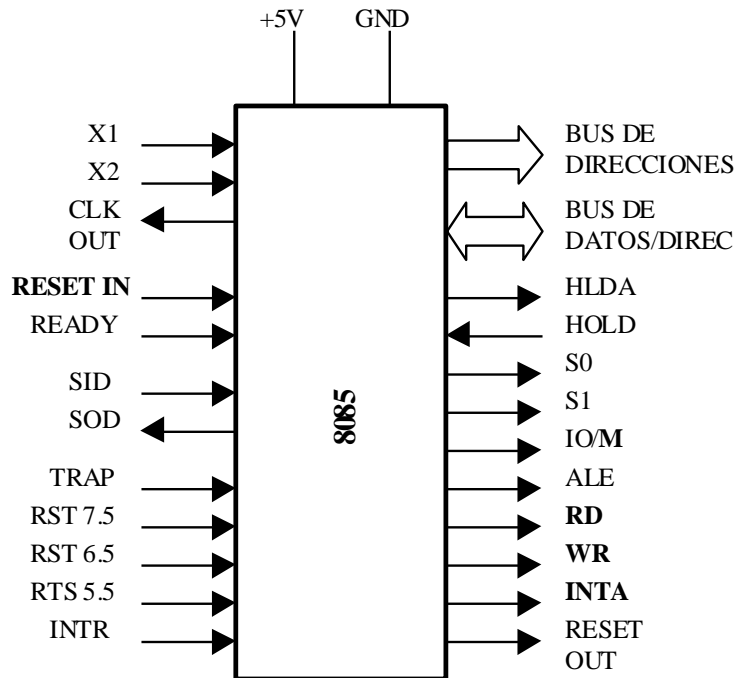 +5V
GND
X1
X2
CLK
OUT
RESET IN
READY
SID
SOD
TRAP
RST 7.5
RST 6.5
RTS 5.5
INTR
8085
BUS DE
DIRECCIONES
BUS DE
DATOS/DIREC
HLDA
HOLD
S0
S1
IO/M
ALE
RD
WR
INTA
RESET
OUT